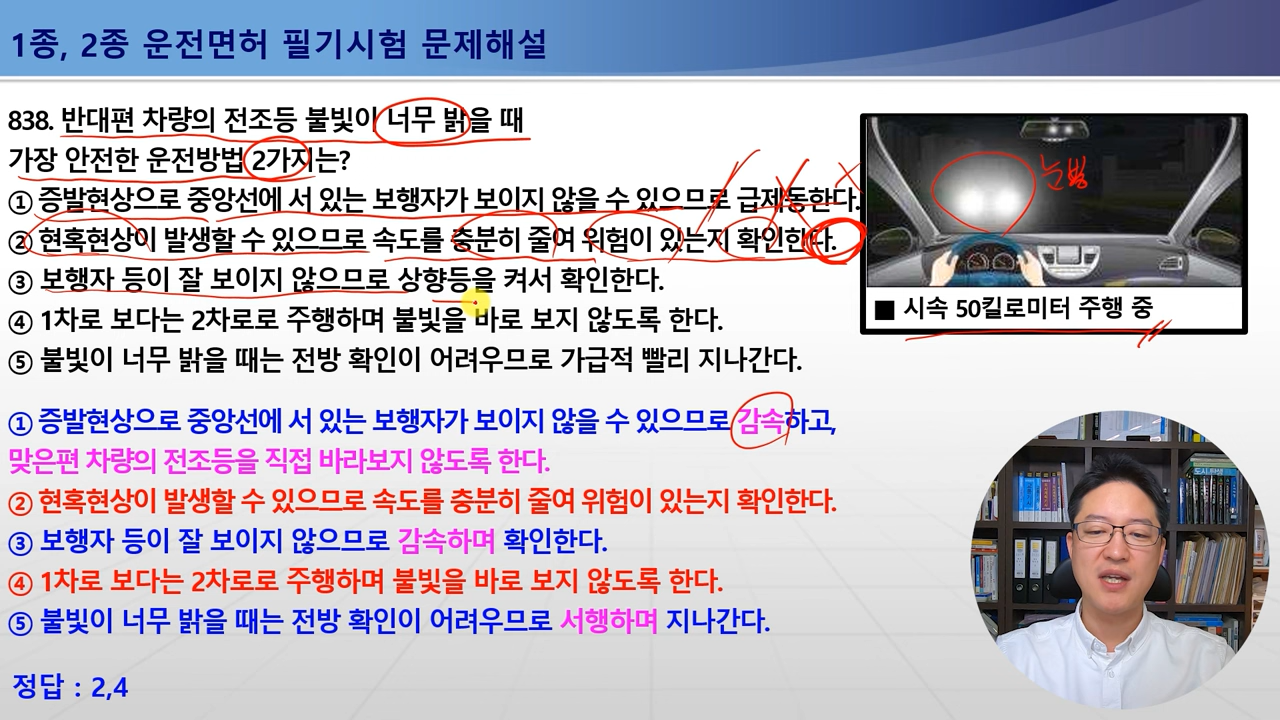 1종, 2종 운전면허 필기시험 문제해설
838. 반대편 차량의 전조등 불빛이 너무 밝을 때
가장 안전한 운전방법 2가지는?
① 증발현상으로 중앙선에 서 있는 보행자가 보이지 않을 수 있으므로 급제동한다.
② 현혹현상이 발생할 수 있으므로 속도를 충분히 줄여 위험이 있는지 확인한다.
③ 보행자 등이 잘 보이지 않으므로 상향등을 켜서 확인한다.
④ 1차로 보다는 2차로로 주행하며 불빛을 바로 보지 않도록 한다.
⑤ 불빛이 너무 밝을 때는 전방 확인이 어려우므로 가급적 빨리 지나간다.
눈뽕
■ 시속 50킬로미터 주행 중
① 증발현상으로 중앙선에 서 있는 보행자가 보이지 않을 수 있으므로 감속하고,
맞은편 차량의 전조등을 직접 바라보지 않도록 한다.
② 현혹현상이 발생할 수 있으므로 속도를 충분히 줄여 위험이 있는지 확인한다.
③ 보행자 등이 잘 보이지 않으므로 감속하며 확인한다.
④ 1차로 보다는 2차로로 주행하며 불빛을 바로 보지 않도록 한다.
⑤ 불빛이 너무 밝을 때는 전방 확인이 어려우므로 서행하며 지나간다.
정답 : 2,4